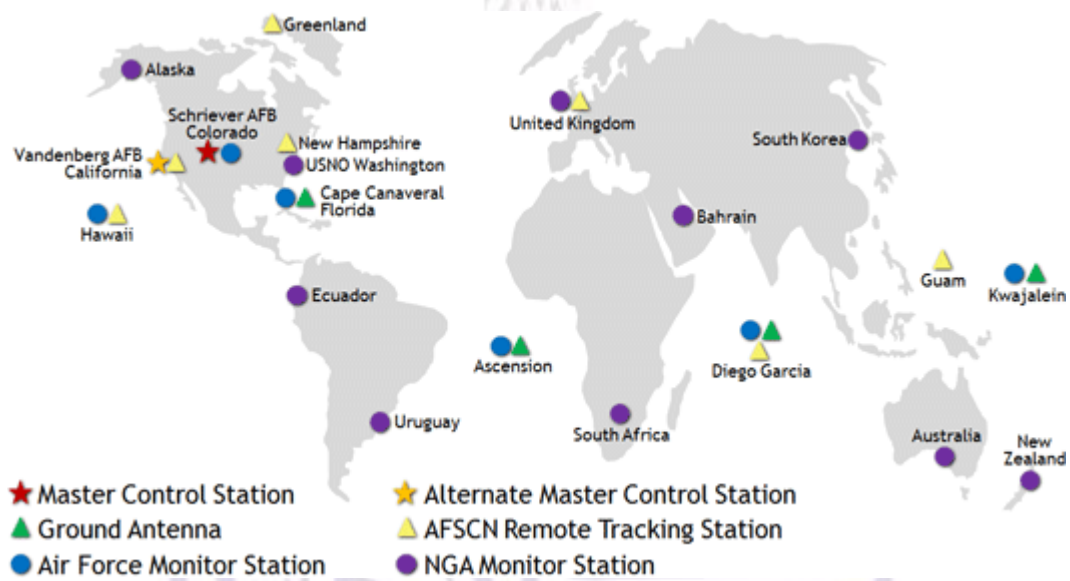 Greenland
Alaska
Schriever AFB
Colorado
New Hampshire
USNO Washington
Vandenberg AFB
California
Cape Canaveral
Florida
Hawaii
United Kingdom
South Korea
Bahrain
Guam
Kwajalein
Ecuador
Ascension
Diego Garcia
Uruguay
South Africa
Australia
New
Zealand
Master Control Station
Alternate Master Control Station
Ground Antenna
AFSCN Remote Tracking Station
Air Force Monitor Station
NGA Monitor Station